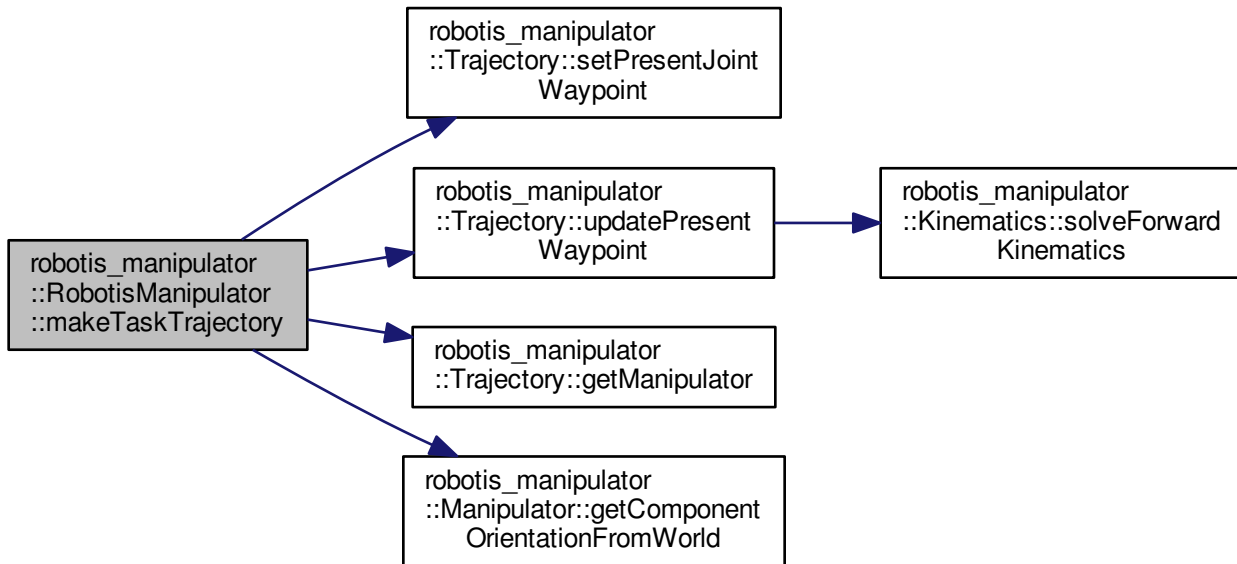 robotis_manipulator
::Trajectory::setPresentJoint
Waypoint
robotis_manipulator
::Trajectory::updatePresent
Waypoint
robotis_manipulator
::Kinematics::solveForward
Kinematics
robotis_manipulator
::RobotisManipulator
::makeTaskTrajectory
robotis_manipulator
::Trajectory::getManipulator
robotis_manipulator
::Manipulator::getComponent
OrientationFromWorld